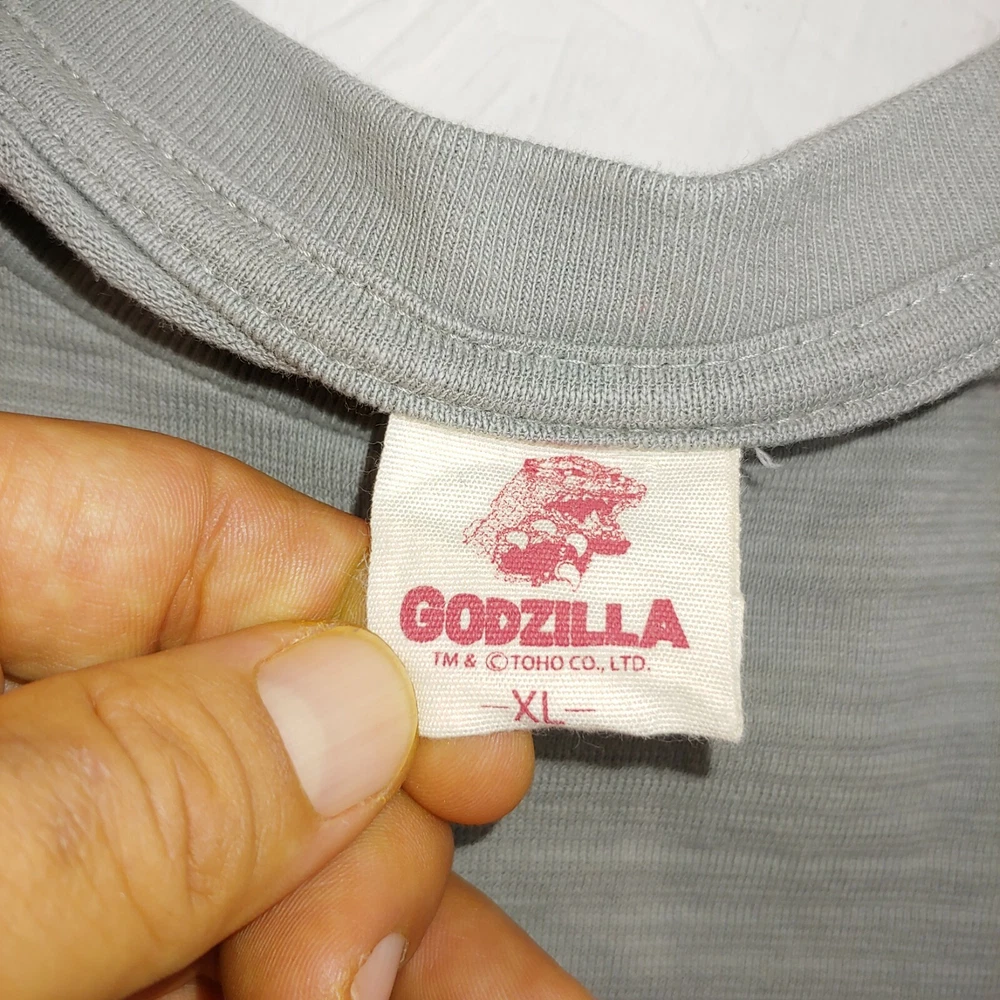 GODZILLA
TM & ©TOHO CO., LTD.
-XL-